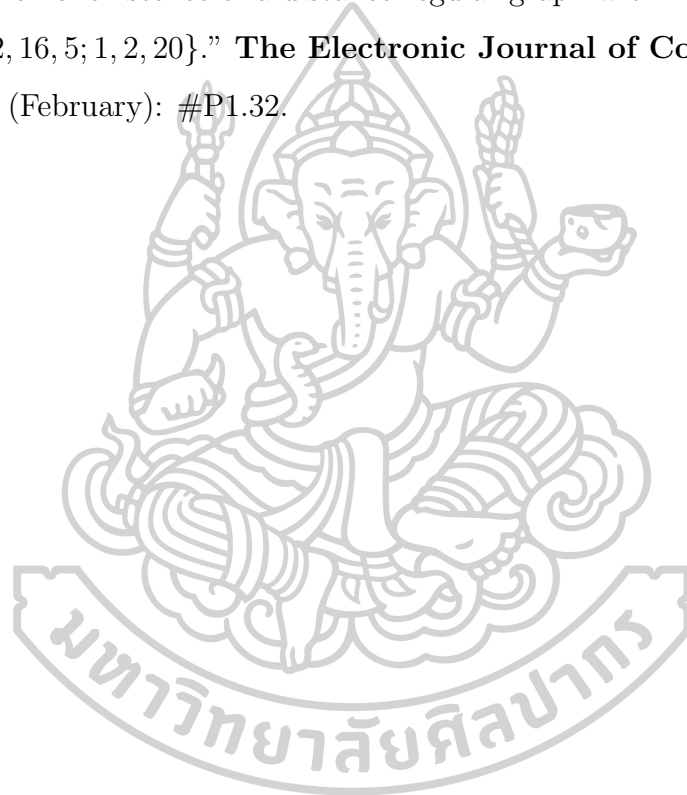 2, 16, 5; 1, 2, 20}.” The Electronic Journal of Co
(February): #P1.32.
มหาวิทยาลัยศิลปากร